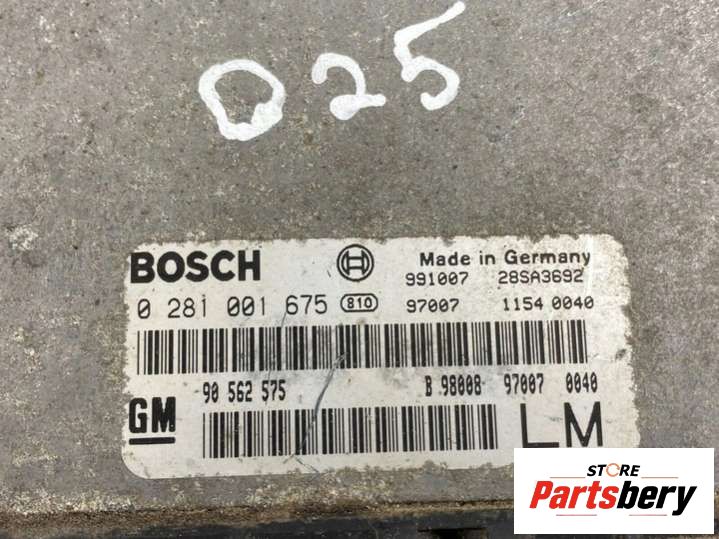 025
BOSCH Made in Germany
991007 28SA3692
0 281 001 675 810 97007 1154 0040
90 562 575 B 98008 97007 0040
GM LM
STORE
Partsbery